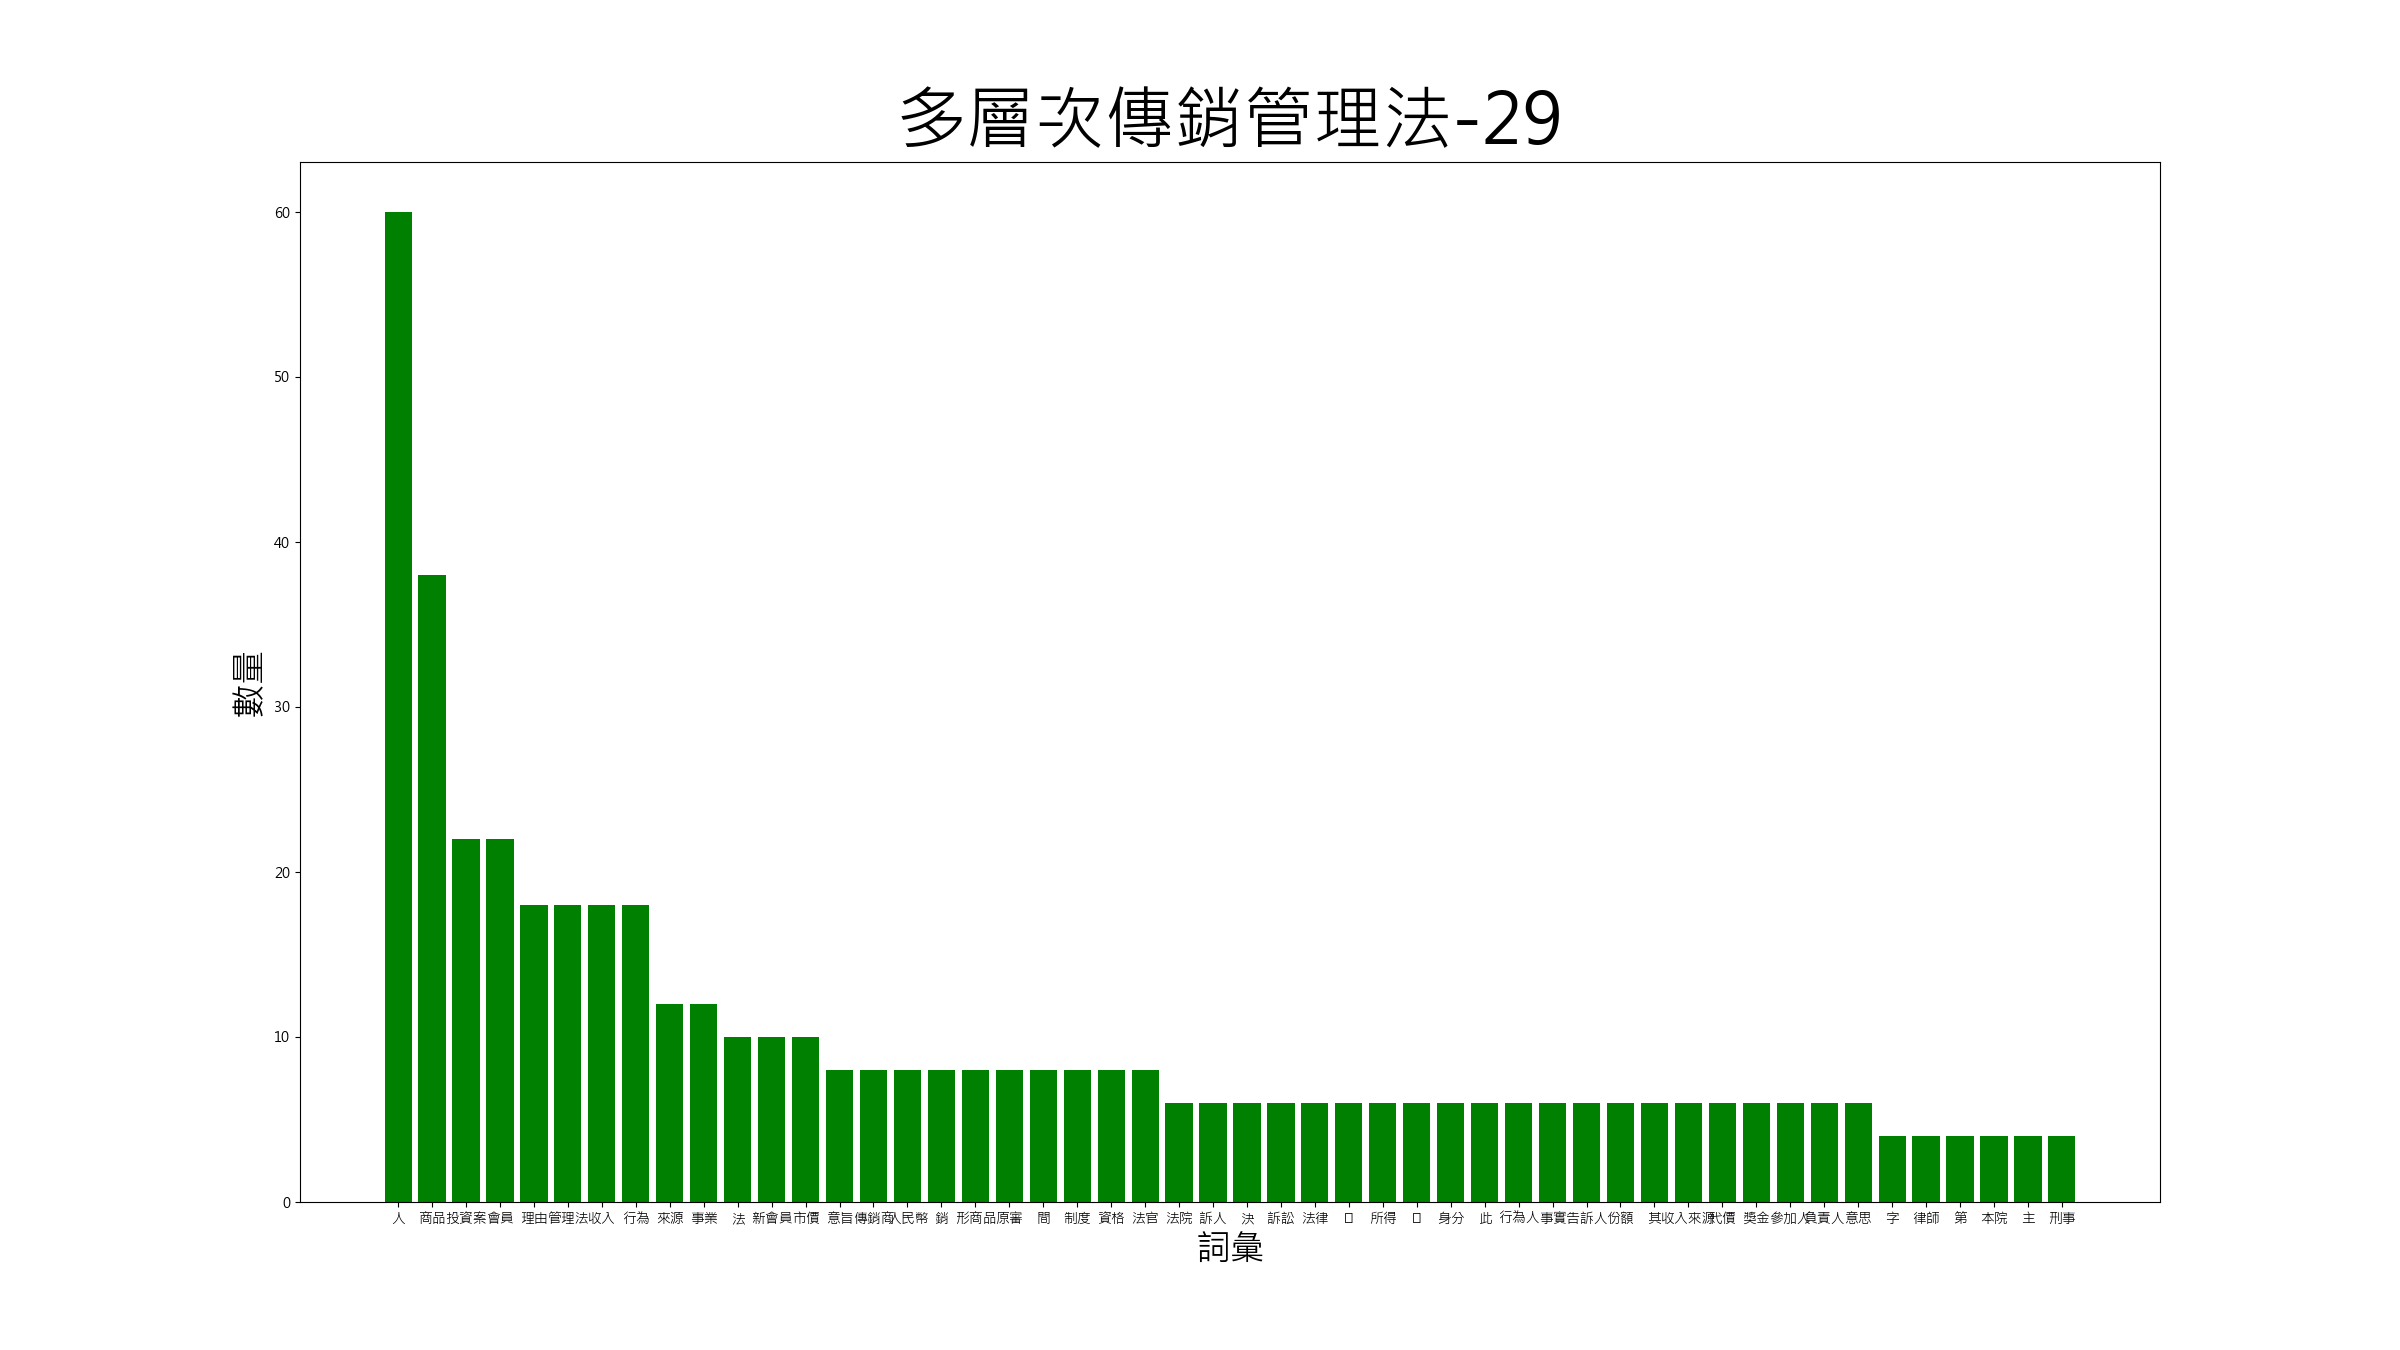 多層次傳銷管理法-29
數量
60
50
40
30
20
10
0
人 商品 投資案 會員 理由 管理法 收入 行為 來源 事業 法 新會員 市價 意旨 傳銷商 人民幣 銷 形商品 原審 間 制度 資格 法官 法院 訴人 決 訴訟 法律 □ 所得 □ 身分 此 行為人 事實 告訴人 份額 其 收入來源 代價 獎金 參加人 負責人 意思 字 律師 第 本院 主 刑事
詞彙